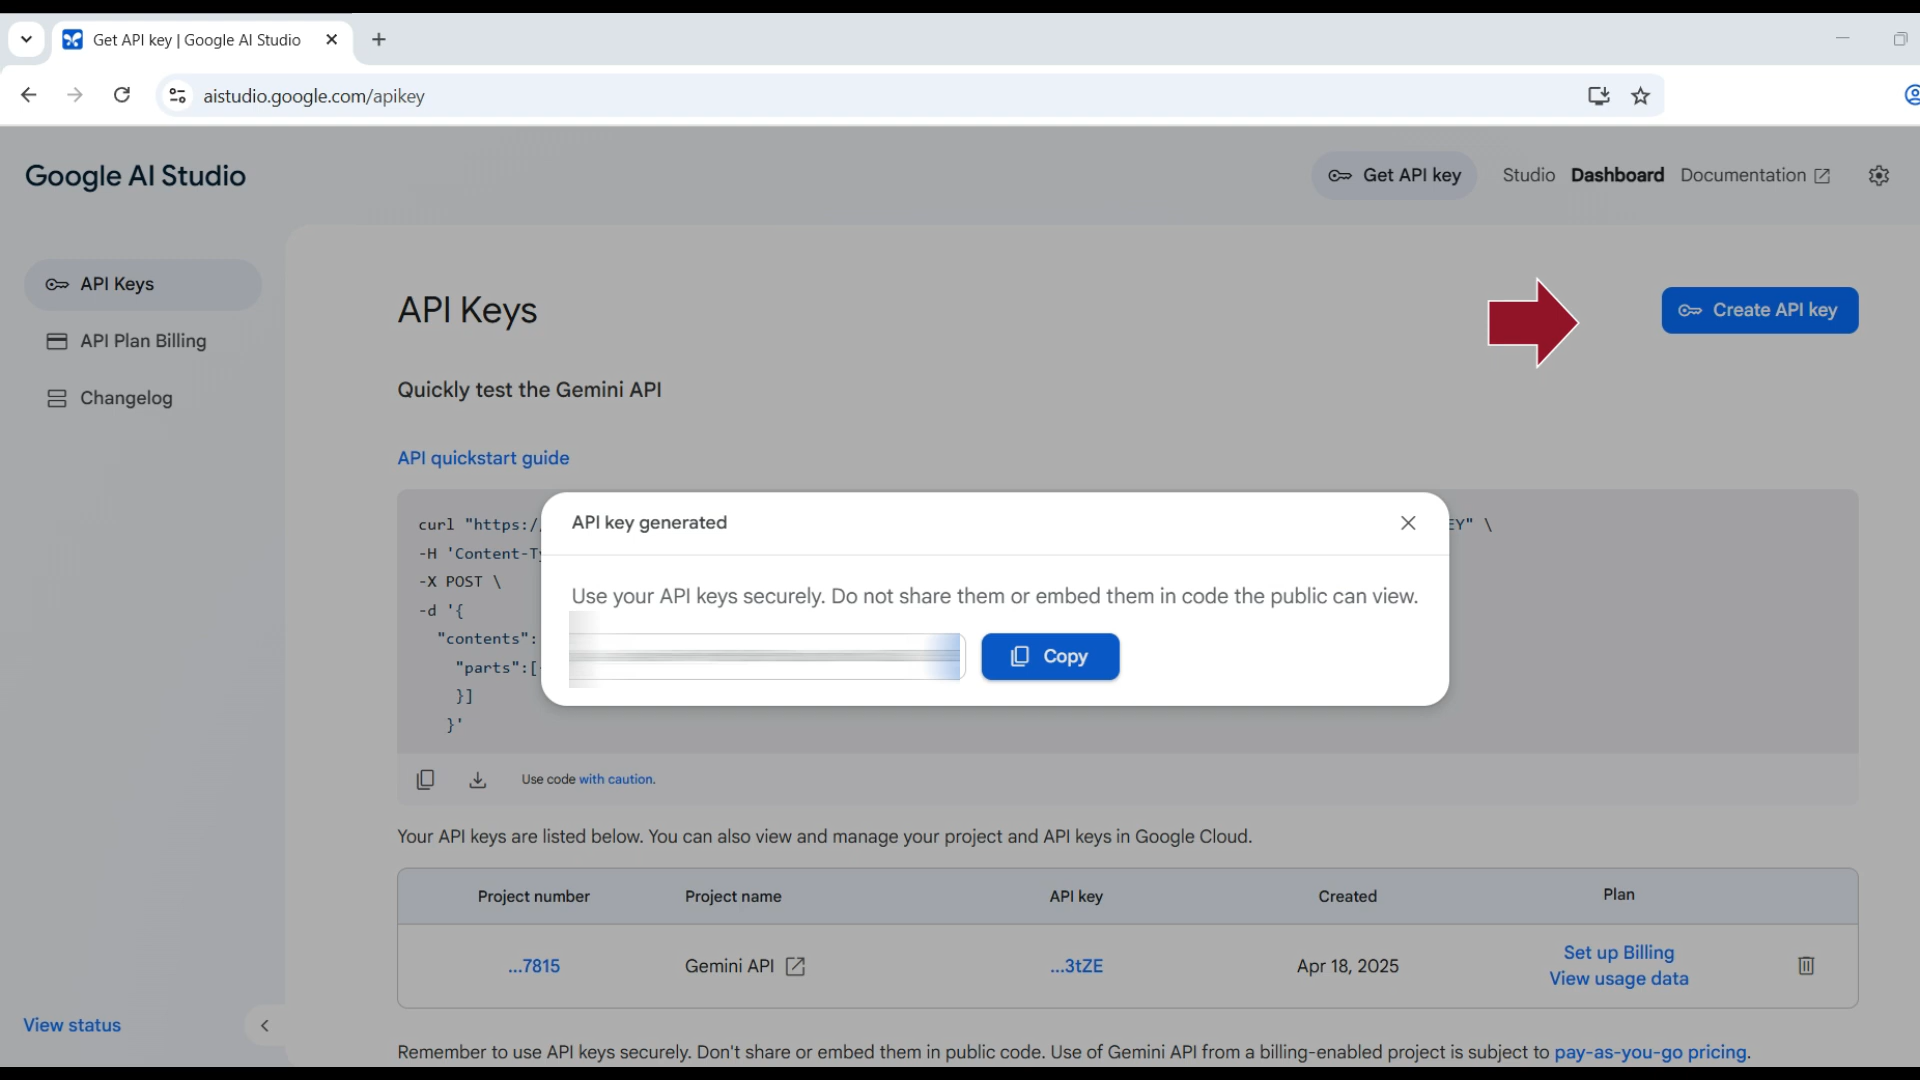 Get API key | Google AI Studio
aistudio.google.com/apikey
Google AI Studio
Get API key
Studio
Dashboard
Documentation
API Keys
API Plan Billing
Changelog
API Keys
Create API key
Quickly test the Gemini API
API quickstart guide
curl "https:/
EY" \
-H 'Content-Ty
-X POST \
-d '{
"contents":
"parts":[
}]
}'
API key generated
Use your API keys securely. Do not share them or embed them in code the public can view.
Copy
Use code with caution.
Your API keys are listed below. You can also view and manage your project and API keys in Google Cloud.
Project number Project name API key Created Plan
...7815 Gemini API ...3tZE Apr 18, 2025 Set up Billing
View usage data
View status
Remember to use API keys securely. Don't share or embed them in public code. Use of Gemini API from a billing-enabled project is subject to pay-as-you-go pricing.